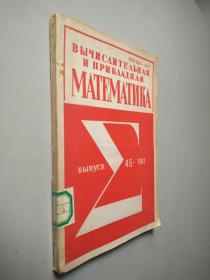 ВЫЧИСЛИТЕЛЬНАЯ
И ПРИКЛАДНАЯ
МАТЕМАТИКА
Σ
ВЫПУСК
45-1981